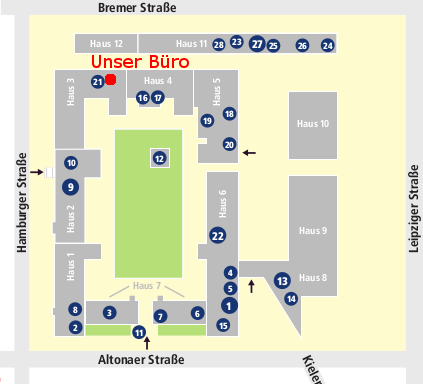 Bremer Straße
Haus 12
Haus 11
28
23
27
25
26
24
Unser Büro
Haus 3
21
Haus 4
16
17
Haus 5
19
18
20
Haus 10
Hamburger Straße
Leipziger Straße
10
9
12
Haus 2
Haus 6
22
Haus 9
Haus 1
4
5
1
13
Haus 8
14
Haus 7
8
2
3
7
6
11
15
Altonaer Straße
Kieler